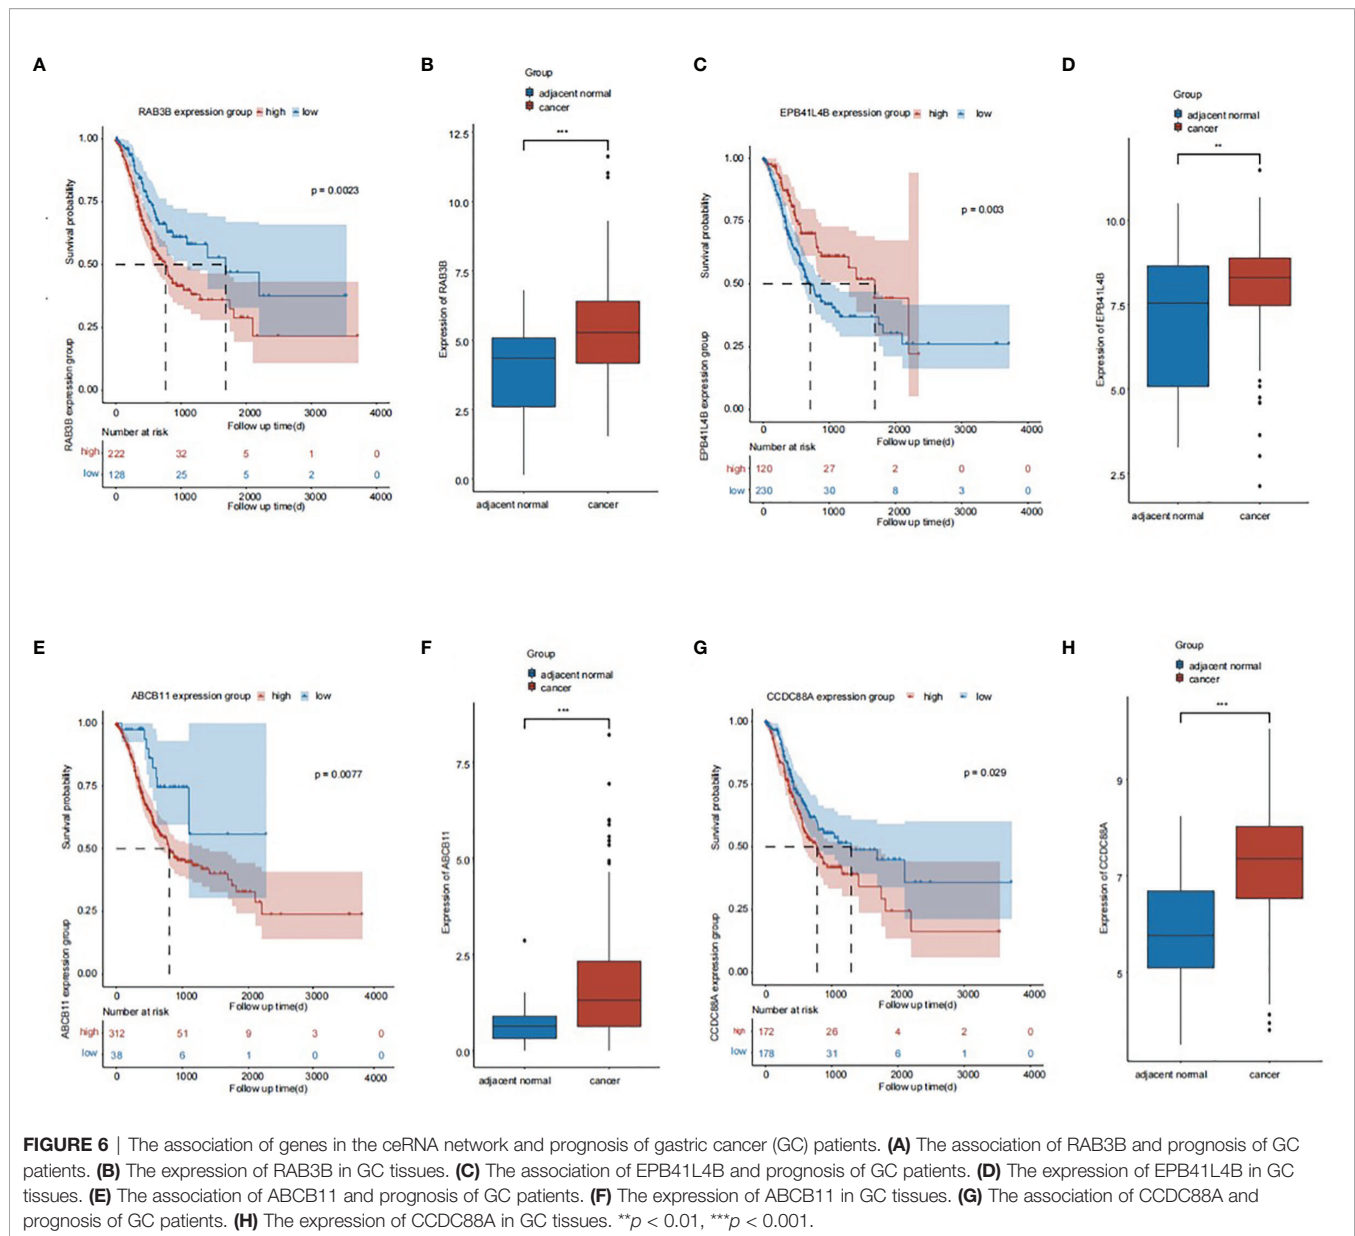 A
RAB3B expression group high low
Survival probability
1.00
0.75
0.50
0.25
0.00
p = 0.0023
0 1000 2000 3000 4000
Follow up time(d)
RAB3B expression group
Number at risk
high 222 32 5 1 0
low 128 25 5 2 0
0 1000 2000 3000 4000
Follow up time(d)
B
Group
adjacent normal
cancer
***
Expression of RAB3B
12.5
10.0
7.5
5.0
2.5
0.0
adjacent normal cancer
C
EPB41L4B expression group high low
Survival probability
1.00
0.75
0.50
0.25
0.00
p = 0.003
0 1000 2000 3000 4000
Follow up time(d)
EPB41L4B expression group
Number at risk
high 120 27 2 0 0
low 230 30 8 3 0
0 1000 2000 3000 4000
Follow up time(d)
D
Group
adjacent normal
cancer
**
Expression of EPB41L4B
10.0
7.5
5.0
2.5
adjacent normal cancer
E
ABCB11 expression group high low
Survival probability
1.00
0.75
0.50
0.25
0.00
p = 0.0077
0 1000 2000 3000 4000
Follow up time(d)
ABCB11 expression group
Number at risk
high 312 51 9 3 0
low 38 6 1 0 0
0 1000 2000 3000 4000
Follow up time(d)
F
Group
adjacent normal
cancer
***
Expression of ABCB11
7.5
5.0
2.5
0.0
adjacent normal cancer
G
CCDC88A expression group high low
Survival probability
1.00
0.75
0.50
0.25
0.00
p = 0.029
0 1000 2000 3000 4000
Follow up time(d)
CCDC88A expression group
Number at risk
high 172 26 4 2 0
low 178 31 6 1 0
0 1000 2000 3000 4000
Follow up time(d)
H
Group
adjacent normal
cancer
***
Expression of CCDC88A
9
7
5
adjacent normal cancer
FIGURE 6 | The association of genes in the ceRNA network and prognosis of gastric cancer (GC) patients. (A) The association of RAB3B and prognosis of GC
patients. (B) The expression of RAB3B in GC tissues. (C) The association of EPB41L4B and prognosis of GC patients. (D) The expression of EPB41L4B in GC
tissues. (E) The association of ABCB11 and prognosis of GC patients. (F) The expression of ABCB11 in GC tissues. (G) The association of CCDC88A and
prognosis of GC patients. (H) The expression of CCDC88A in GC tissues. **p < 0.01, ***p < 0.001.